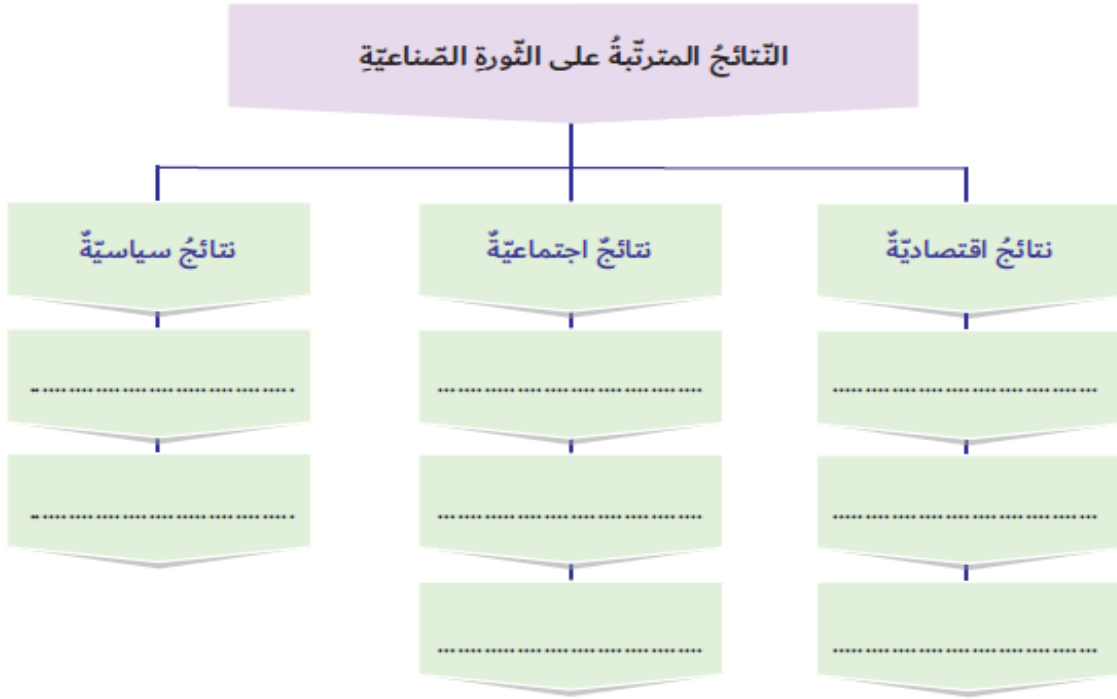 النّتائجُ المترتّبةُ على الثّورةِ الصّناعيّةِ
نتائجُ اقتصاديّةٌ
نتائجٌ اجتماعيّةٌ
نتائجُ سياسيّةٌ